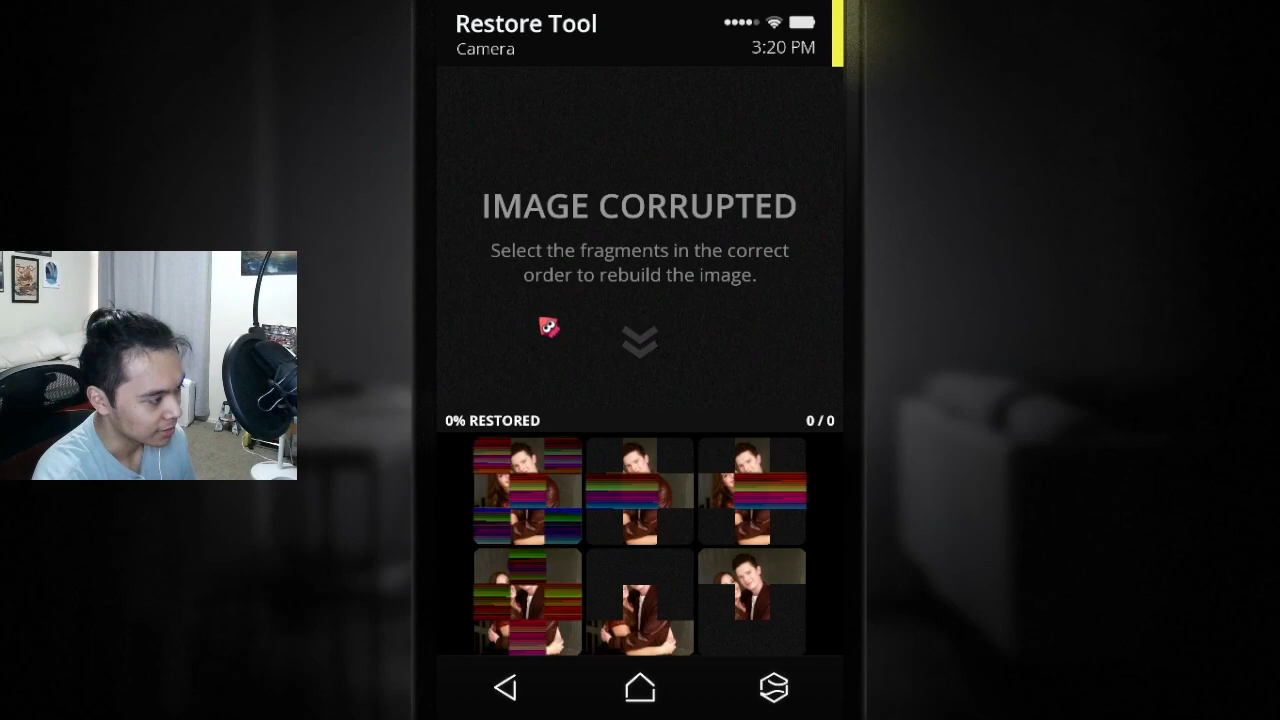 Restore Tool
Camera
3:20 PM
IMAGE CORRUPTED
Select the fragments in the correct
order to rebuild the image.
0% RESTORED
0 / 0